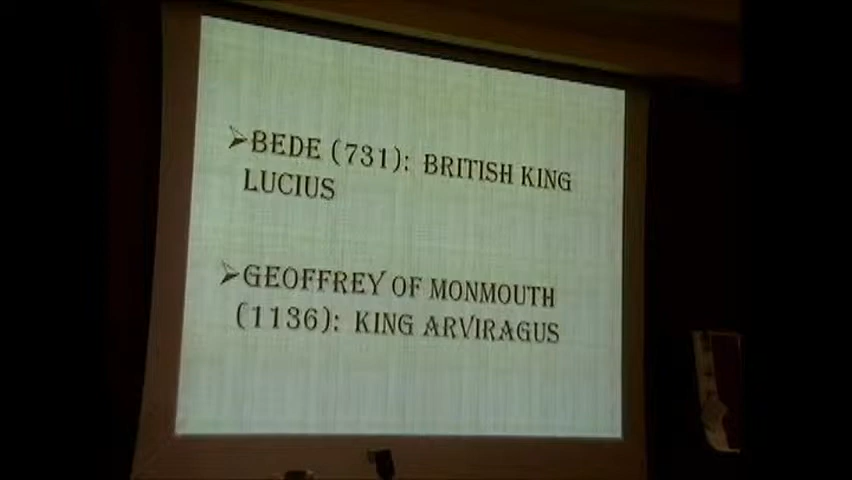 ➢BEDE (731): BRITISH KING
LUCIUS
➢GEOFFREY OF MONMOUTH
(1136): KING ARVIRAGUS